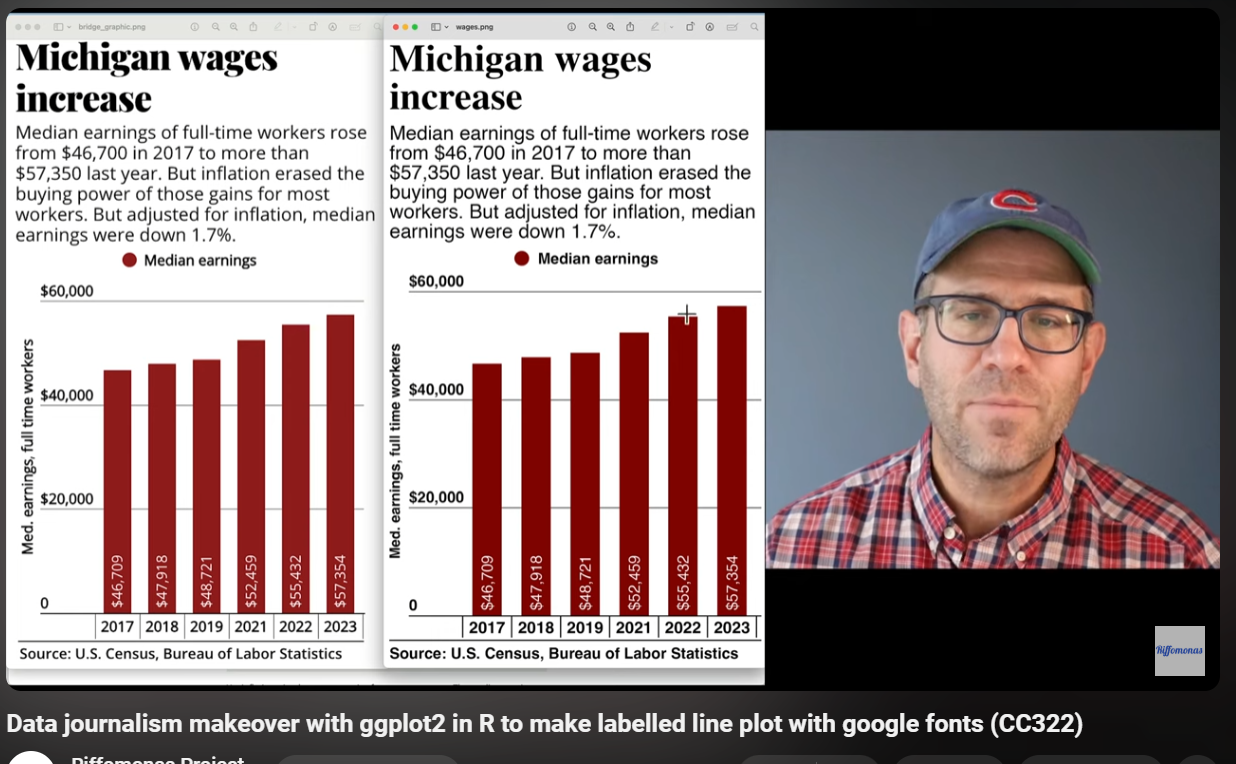 bridge_graphic.png
Michigan wages
increase
Median earnings of full-time workers rose
from $46,700 in 2017 to more than
$57,350 last year. But inflation erased the
buying power of those gains for most
workers. But adjusted for inflation, median
earnings were down 1.7%.
Median earnings
$60,000
$40,000
$20,000
0
Med. earnings, full time workers
$46,709
$47,918
$48,721
$52,459
$55,432
$57,354
2017 2018 2019 2021 2022 2023
Source: U.S. Census, Bureau of Labor Statistics
wages.png
Michigan wages
increase
Median earnings of full-time workers rose
from $46,700 in 2017 to more than
$57,350 last year. But inflation erased the
buying power of those gains for most
workers. But adjusted for inflation, median
earnings were down 1.7%.
Median earnings
$60,000
$40,000
$20,000
0
Med. earnings, full time workers
$46,709
$47,918
$48,721
$52,459
$55,432
$57,354
2017 2018 2019 2021 2022 2023
Source: U.S. Census, Bureau of Labor Statistics
C
Riffomonas
Data journalism makeover with ggplot2 in R to make labelled line plot with google fonts (CC322)
Riffomonas Project